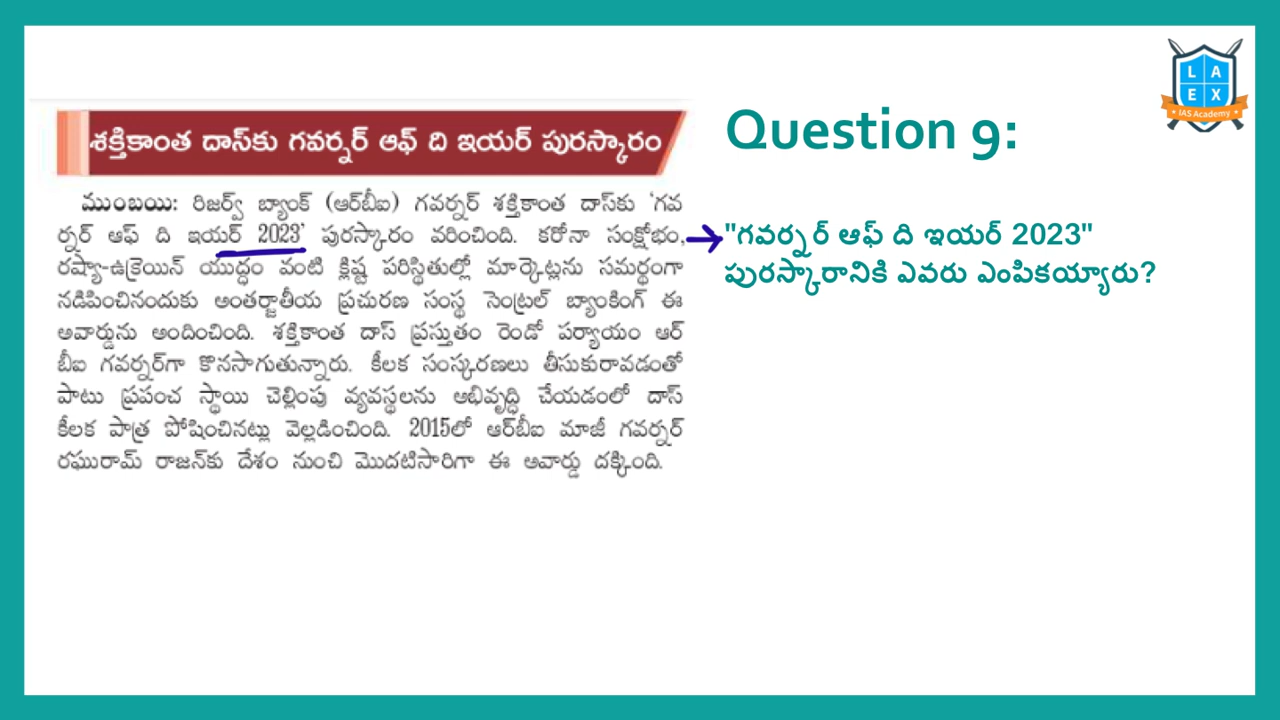 L A
E X
IAS Academy
శక్తికాంత దాస్‌కు గవర్నర్ ఆఫ్ ది ఇయర్ పురస్కారం
ముంబయి: రిజర్వ్ బ్యాంక్ (ఆర్‌బీఐ) గవర్నర్ శక్తికాంత దాస్‌కు ‘గవ
ర్నర్ ఆఫ్ ది ఇయర్ 2023’ పురస్కారం వరించింది. కరోనా సంక్షోభం,
రష్యా-ఉక్రెయిన్ యుద్ధం వంటి క్లిష్ట పరిస్థితుల్లో మార్కెట్లను సమర్థంగా
నడిపించినందుకు అంతర్జాతీయ ప్రచురణ సంస్థ సెంట్రల్ బ్యాంకింగ్ ఈ
అవార్డును అందించింది. శక్తికాంత దాస్ ప్రస్తుతం రెండో పర్యాయం ఆర్
బీఐ గవర్నర్‌గా కొనసాగుతున్నారు. కీలక సంస్కరణలు తీసుకురావడంతో
పాటు ప్రపంచ స్థాయి చెల్లింపు వ్యవస్థలను అభివృద్ధి చేయడంలో దాస్
కీలక పాత్ర పోషించినట్లు వెల్లడించింది. 2015లో ఆర్‌బీఐ మాజీ గవర్నర్
రఘురామ్ రాజన్‌కు దేశం నుంచి మొదటిసారిగా ఈ అవార్డు దక్కింది.
Question 9:
"గవర్నర్ ఆఫ్ ది ఇయర్ 2023"
పురస్కారానికి ఎవరు ఎంపికయ్యారు?